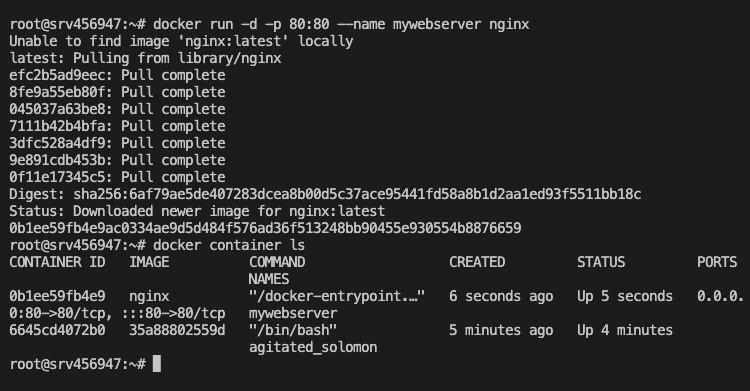 root@srv456947:~# docker run -d -p 80:80 --name mywebserver nginx
Unable to find image 'nginx:latest' locally
latest: Pulling from library/nginx
efc2b5ad9eec: Pull complete
8fe9a55eb80f: Pull complete
045037a63be8: Pull complete
7111b42b4bfa: Pull complete
3dfc528a4df9: Pull complete
9e891cdb453b: Pull complete
0f11e17345c5: Pull complete
Digest: sha256:6af79ae5de407283dcea8b00d5c37ace95441fd58a8b1d2aa1ed93f5511bb18c
Status: Downloaded newer image for nginx:latest
0b1ee59fb4e9ac0334ae9d5d484f576ad36f513248bb90455e930554b8876659
root@srv456947:~# docker container ls
CONTAINER ID   IMAGE          COMMAND                  CREATED         STATUS         PORTS
                              NAMES
0b1ee59fb4e9   nginx          "/docker-entrypoint.…"   6 seconds ago   Up 5 seconds   0.0.0.
0:80->80/tcp, :::80->80/tcp   mywebserver
6645cd4072b0   35a88802559d   "/bin/bash"              5 minutes ago   Up 4 minutes
                              agitated_solomon
root@srv456947:~#